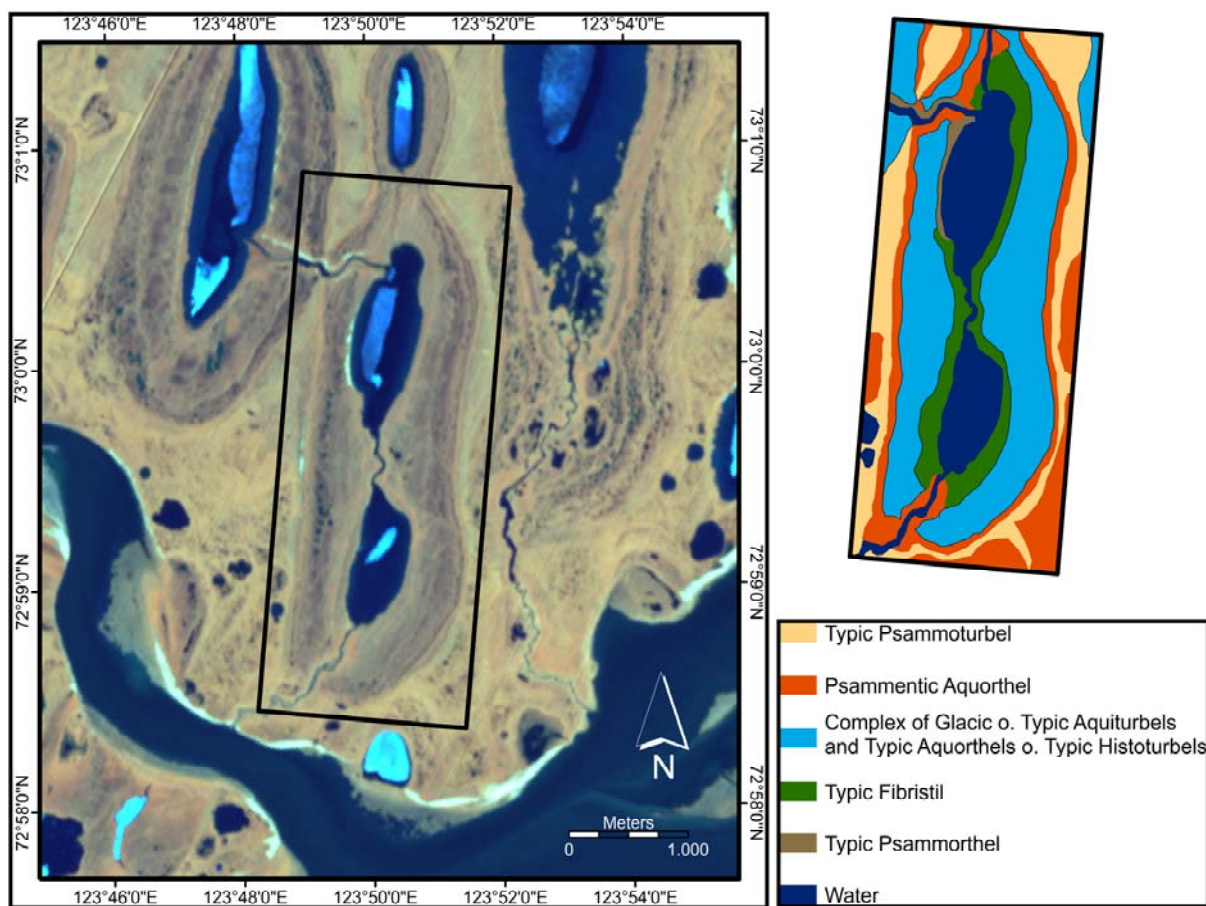 123°46'0"E 123°48'0"E 123°50'0"E 123°52'0"E 123°54'0"E
73°1'0"N
73°0'0"N
72°59'0"N
72°58'0"N
73°1'0"N
73°0'0"N
72°59'0"N
72°58'0"N
N
Meters
0 1.000
123°46'0"E 123°48'0"E 123°50'0"E 123°52'0"E 123°54'0"E
Typic Psammoturbel
Psammentic Aquorthel
Complex of Glacic o. Typic Aquiturbels
and Typic Aquorthels o. Typic Histoturbels
Typic Fibristil
Typic Psammorthel
Water